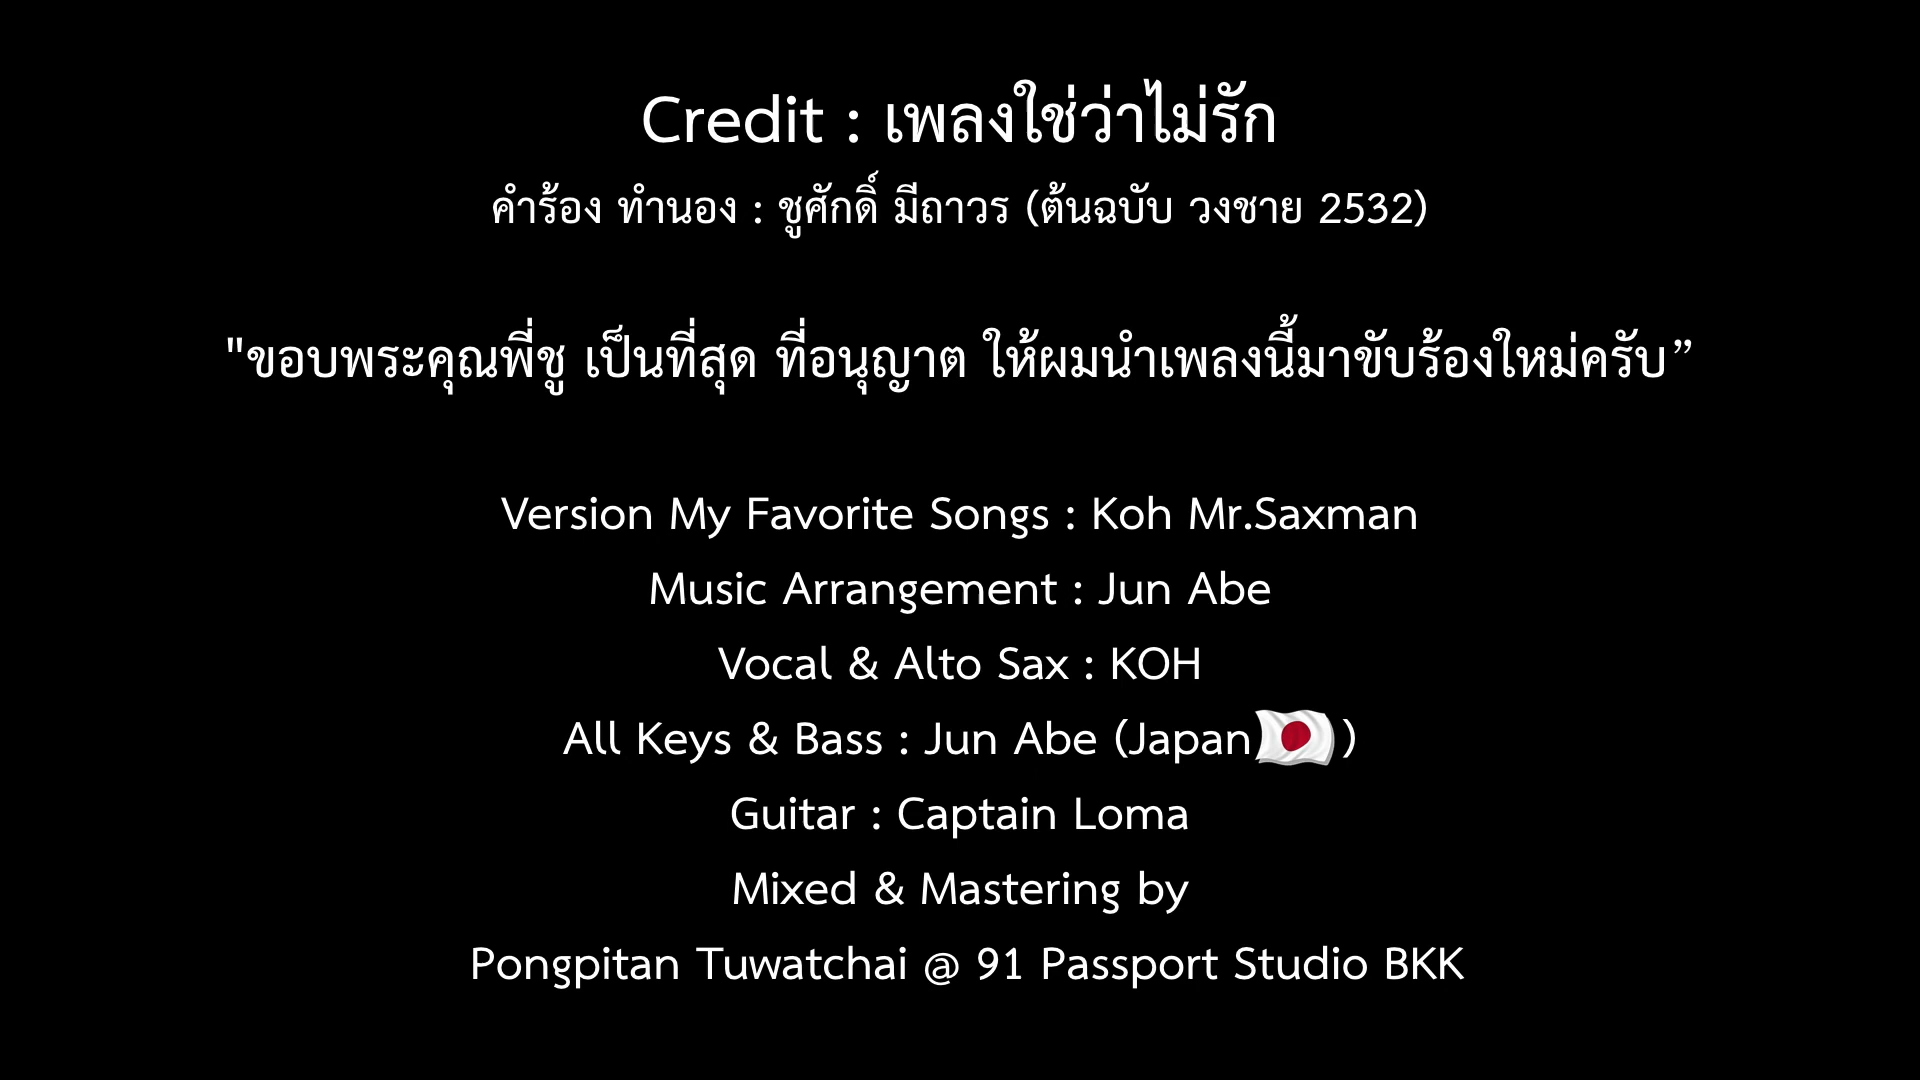 Credit : เพลงใช่ว่าไม่รัก
คำร้อง ทำนอง : ชูศักดิ์ มีถาวร (ต้นฉบับ วงชาย 2532)
"ขอบพระคุณพี่ชู เป็นที่สุด ที่อนุญาต ให้ผมนำเพลงนี้มาขับร้องใหม่ครับ”
Version My Favorite Songs : Koh Mr.Saxman
Music Arrangement : Jun Abe
Vocal & Alto Sax : KOH
All Keys & Bass : Jun Abe (Japan🇯🇵)
Guitar : Captain Loma
Mixed & Mastering by
Pongpitan Tuwatchai @ 91 Passport Studio BKK